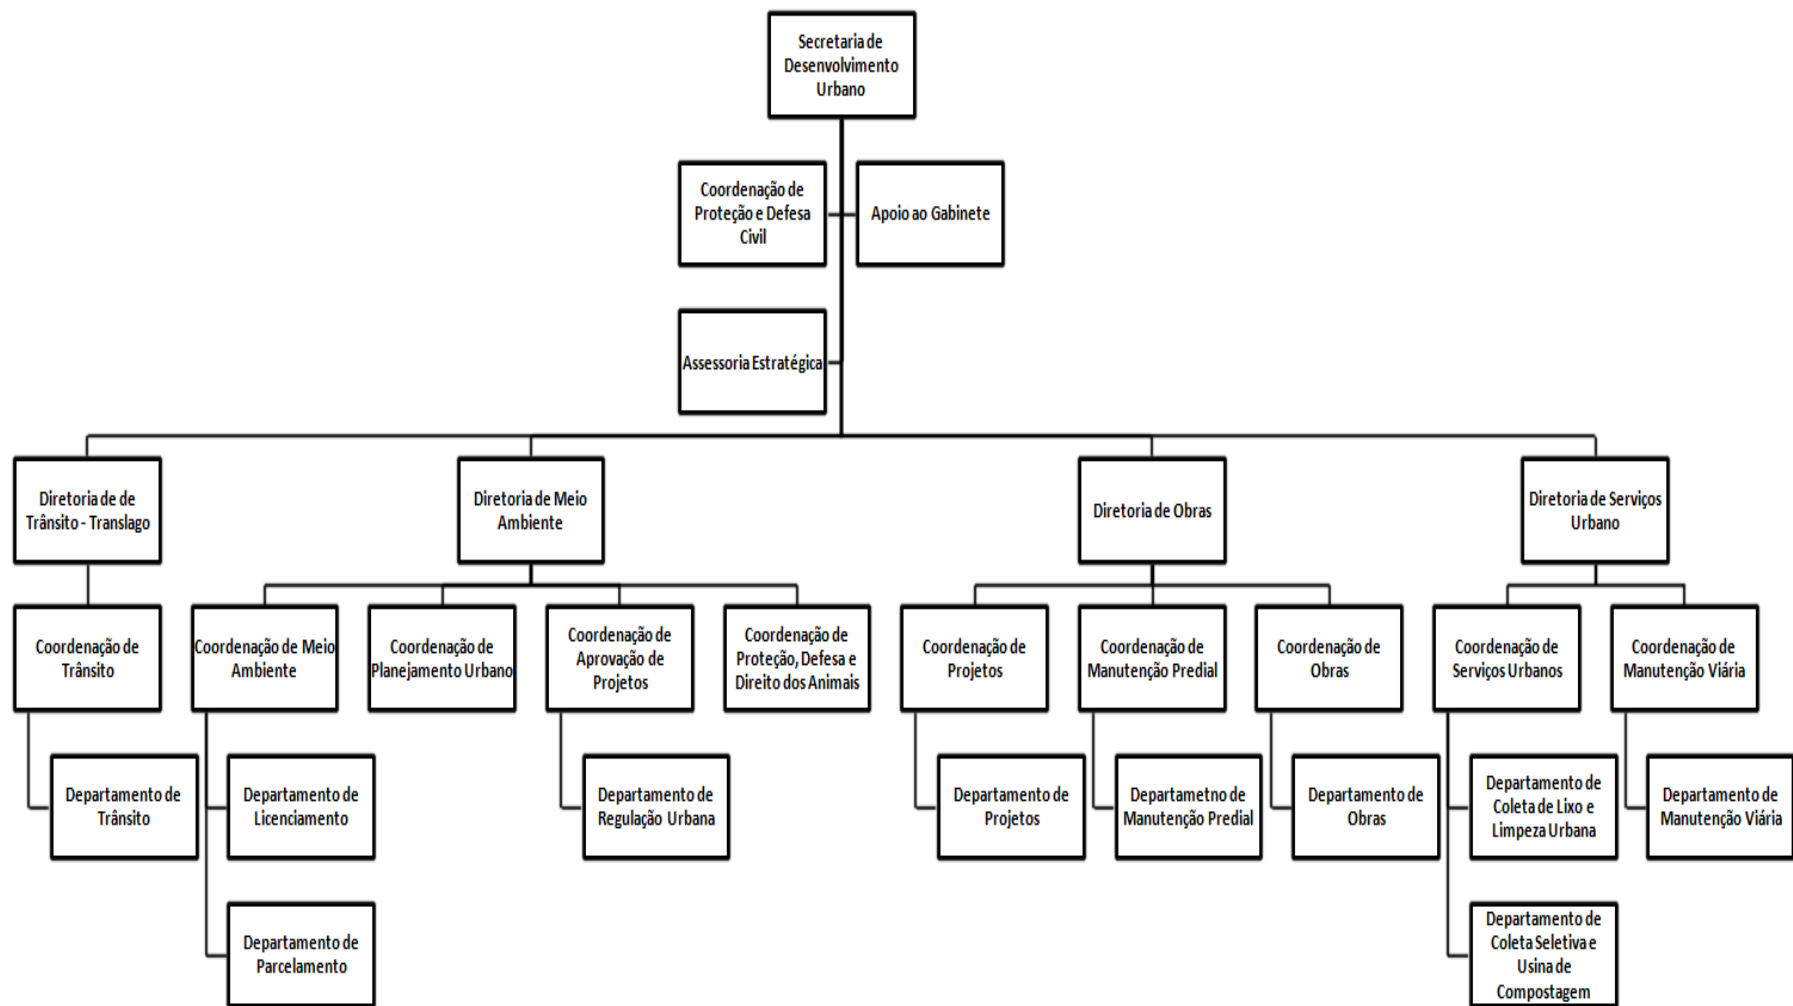 Secretaria de
Desenvolvimento
Urbano
Coordenação de
Proteção e Defesa
Civil
Apoio ao Gabinete
Assessoria Estratégica
Diretoria de de
Trânsito - Translago
Diretoria de Meio
Ambiente
Diretoria de Obras
Diretoria de Serviços
Urbano
Coordenação de
Trânsito
Coordenação de Meio
Ambiente
Coordenação de
Planejamento Urbano
Coordenação de
Aprovação de
Projetos
Coordenação de
Proteção, Defesa e
Direito dos Animais
Coordenação de
Projetos
Coordenação de
Manutenção Predial
Coordenação de
Obras
Coordenação de
Serviços Urbanos
Coordenação de
Manutenção Viária
Departamento de
Trânsito
Departamento de
Licenciamento
Departamento de
Regulação Urbana
Departamento de
Projetos
Departametno de
Manutenção Predial
Departamento de
Obras
Departamento de
Coleta de Lixo e
Limpeza Urbana
Departamento de
Manutenção Viária
Departamento de
Parcelamento
Departamento de
Coleta Seletiva e
Usina de
Compostagem